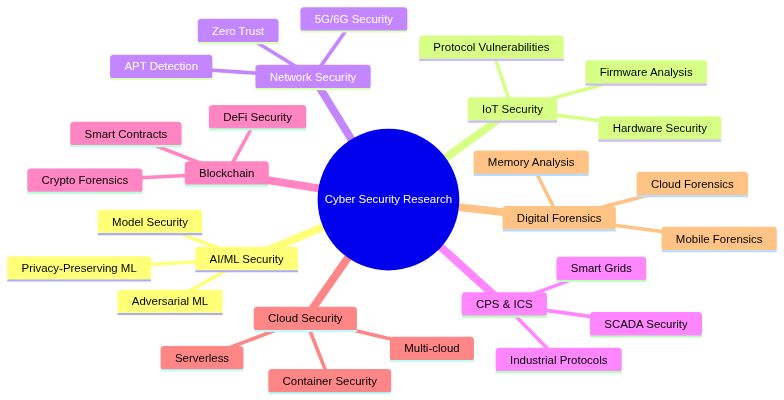 Cyber Security Research
Network Security
5G/6G Security
Zero Trust
APT Detection
Blockchain
DeFi Security
Smart Contracts
Crypto Forensics
AI/ML Security
Model Security
Privacy-Preserving ML
Adversarial ML
Cloud Security
Serverless
Container Security
Multi-cloud
CPS & ICS
Smart Grids
SCADA Security
Industrial Protocols
Digital Forensics
Memory Analysis
Cloud Forensics
Mobile Forensics
IoT Security
Protocol Vulnerabilities
Firmware Analysis
Hardware Security